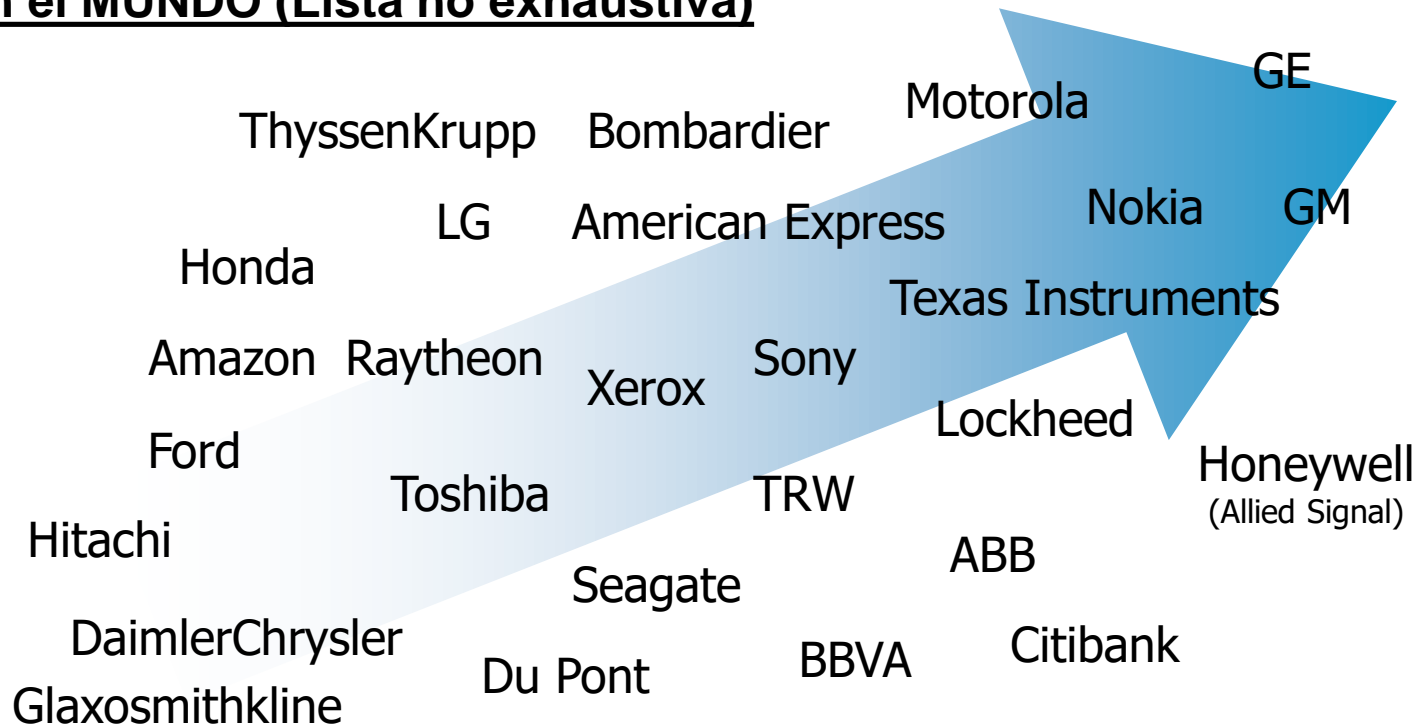 n el MUNDO (Lista no exhaustiva)
GE
Motorola
ThyssenKrupp Bombardier
Nokia GM
LG American Express
Honda
Texas Instruments
Amazon Raytheon Sony
Xerox
Lockheed
Ford
Honeywell
(Allied Signal)
Toshiba TRW
Hitachi
ABB
Seagate
DaimlerChrysler
Citibank
BBVA
Du Pont
Glaxosmithkline